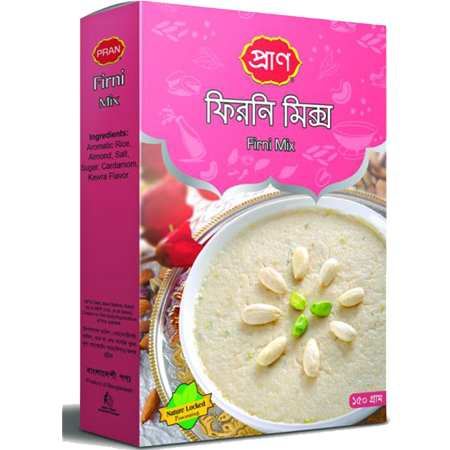 PRAN
Firni
Mix
Ingredients:
Aromatic Rice,
Almond, Salt,
Sugar, Cardamom,
Kewra Flavor.
বাংলাদেশী পণ্য
Product of Bangladesh
প্রাণ
ফিরনি মিক্স
Firni Mix
Nature Locked
Processing
১৫০ গ্রাম